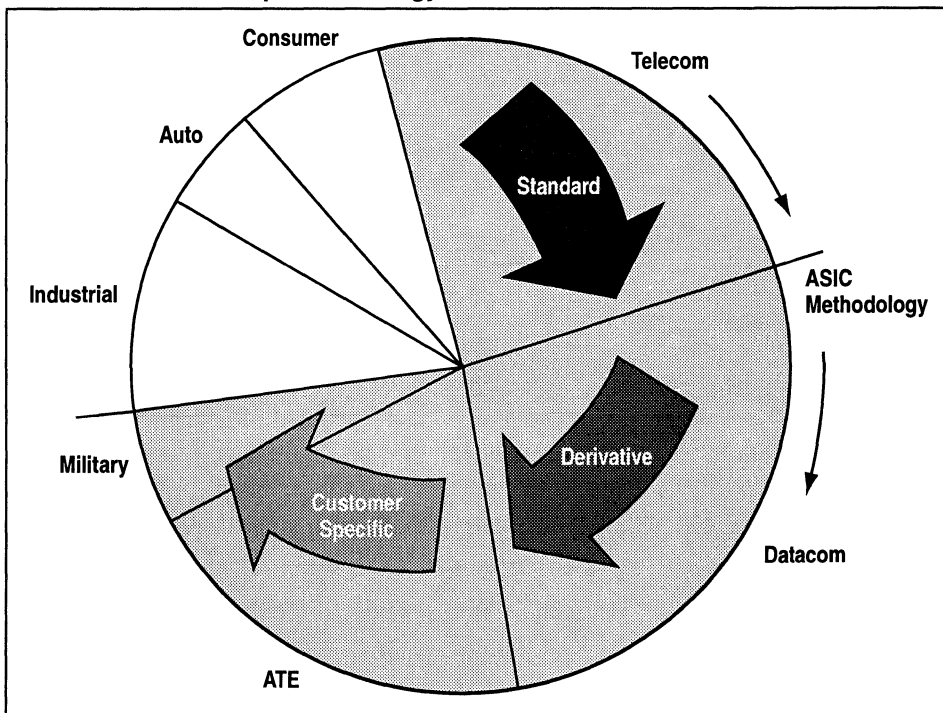 Consumer
Telecom
Auto
Standard
Industrial
ASIC
Methodology
Derivative
Military
Customer
Specific
Datacom
ATE